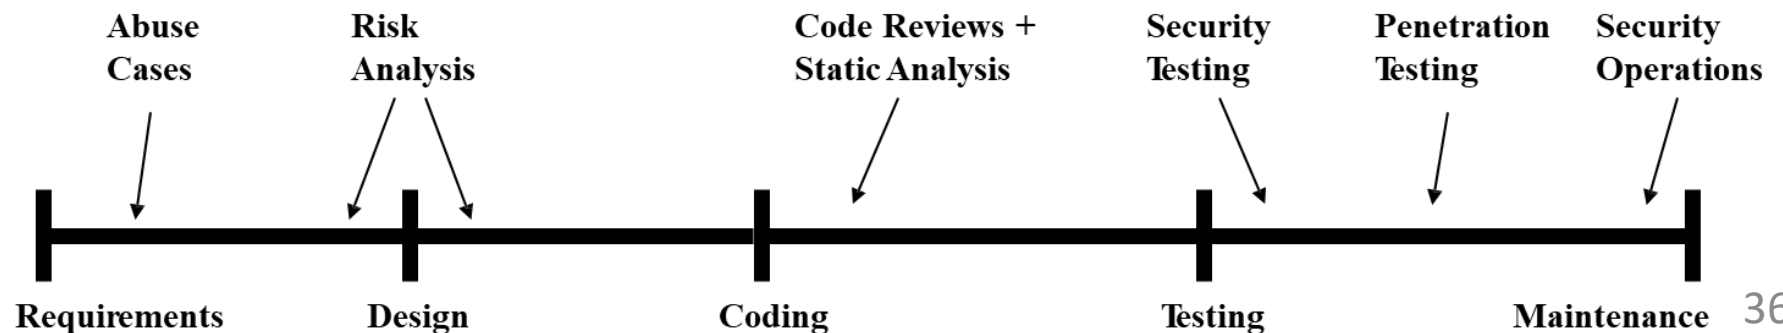 Abuse
Cases
Risk
Analysis
Code Reviews +
Static Analysis
Security
Testing
Penetration
Testing
Security
Operations
Requirements
Design
Coding
Testing
Maintenance
36